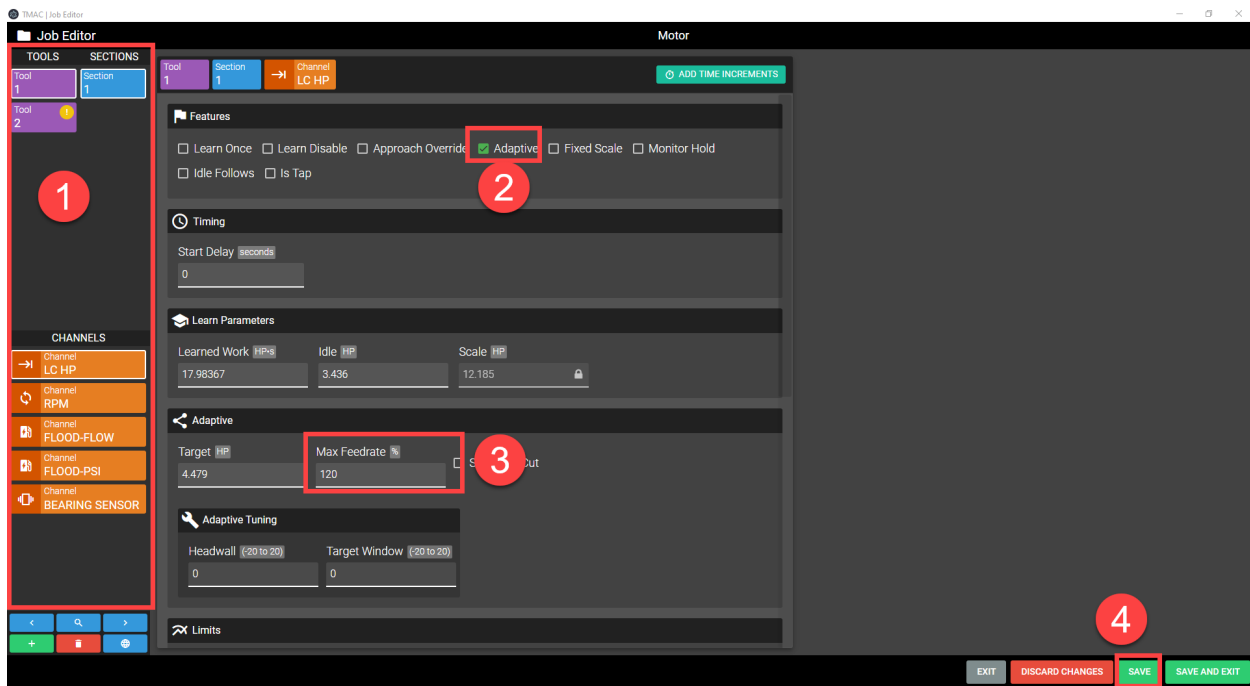 TMAC | Job Editor
Job Editor
Motor
TOOLS SECTIONS
Tool
1
Section
1
Tool
2
1
CHANNELS
Channel
LC HP
Channel
RPM
Channel
FLOOD-FLOW
Channel
FLOOD-PSI
Channel
BEARING SENSOR
Tool
1
Section
1
Channel
LC HP
ADD TIME INCREMENTS
Features
Learn Once Learn Disable Approach Override Adaptive Fixed Scale Monitor Hold
Idle Follows Is Tap
2
Timing
Start Delay seconds
0
Learn Parameters
Learned Work HP•s Idle HP Scale HP
17.98367 3.436 12.185
Adaptive
Target HP Max Feedrate %
4.479 120
3
Cut
Adaptive Tuning
Headwall (-20 to 20) Target Window (-20 to 20)
0 0
Limits
4
EXIT DISCARD CHANGES SAVE SAVE AND EXIT